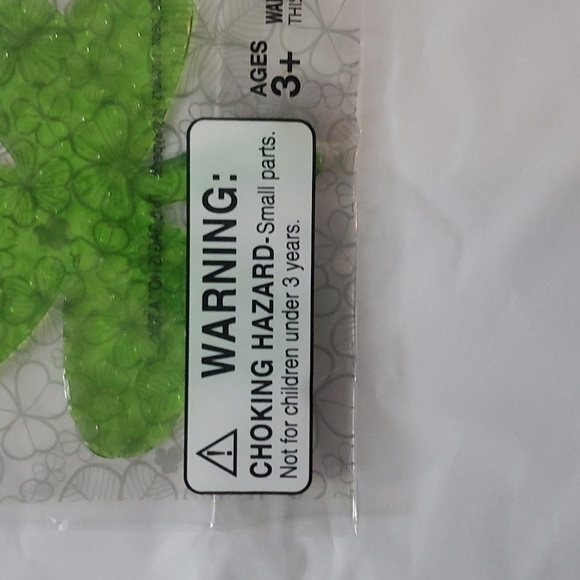 AGES
3+
WARNING:
CHOKING HAZARD-Small parts.
Not for children under 3 years.